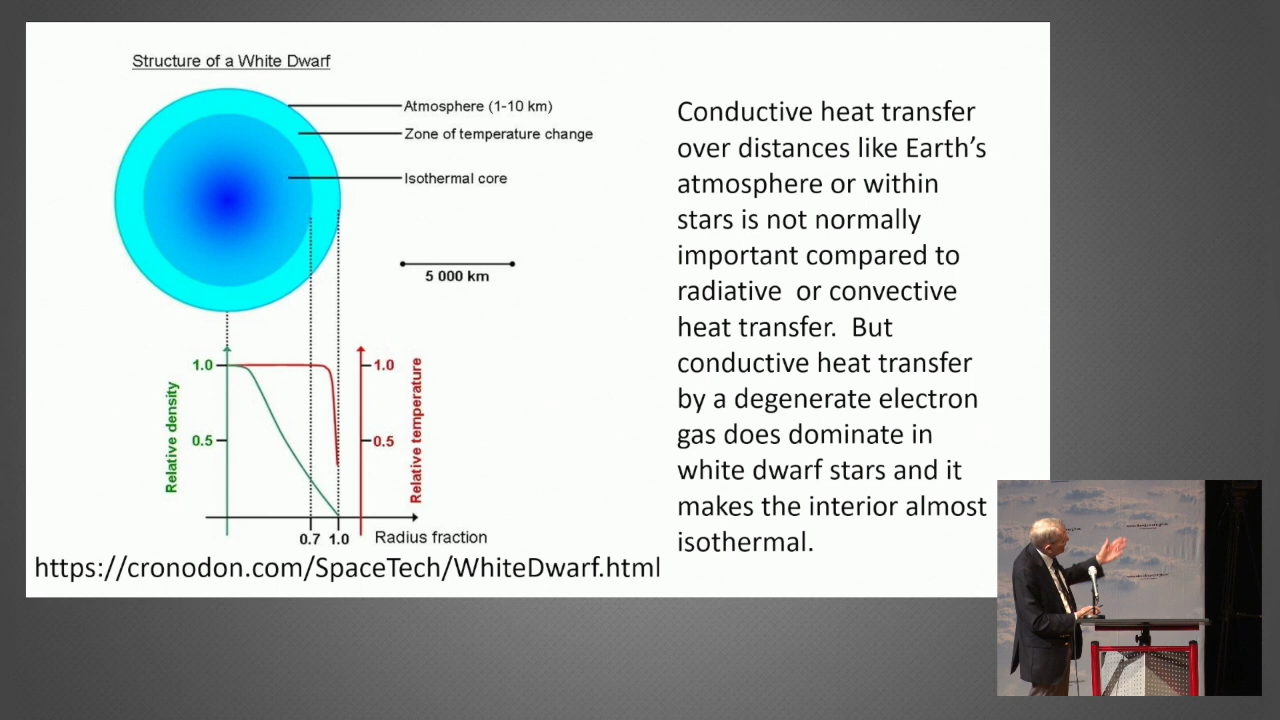 Structure of a White Dwarf
Atmosphere (1-10 km)
Zone of temperature change
Isothermal core
5 000 km
1.0
0.5
Relative density
1.0
0.5
Relative temperature
0.7
1.0
Radius fraction
https://cronodon.com/SpaceTech/WhiteDwarf.html
Conductive heat transfer
over distances like Earth’s
atmosphere or within
stars is not normally
important compared to
radiative  or convective
heat transfer.  But
conductive heat transfer
by a degenerate electron
gas does dominate in
white dwarf stars and it
makes the interior almost
isothermal.